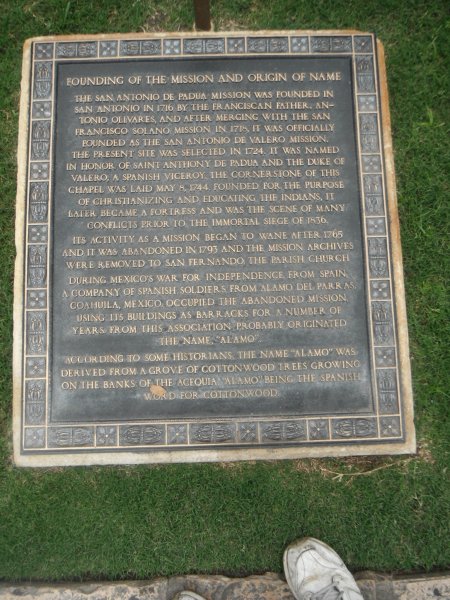 FOUNDING OF THE MISSION AND ORIGIN OF NAME
THE SAN ANTONIO DE PADUA MISSION WAS FOUNDED IN
SAN ANTONIO IN 1716 BY THE FRANCISCAN FATHER, AN-
TONIO OLIVARES, AND AFTER MERGING WITH THE SAN
FRANCISCO SOLANO MISSION IN 1718, IT WAS OFFICIALLY
FOUNDED AS THE SAN ANTONIO DE VALERO MISSION.
THE PRESENT SITE WAS SELECTED IN 1724. IT WAS NAMED
IN HONOR OF SAINT ANTHONY DE PADUA AND THE DUKE OF
VALERO, A SPANISH VICEROY. THE CORNERSTONE OF THIS
CHAPEL WAS LAID MAY 8, 1744. FOUNDED FOR THE PURPOSE
OF CHRISTIANIZING AND EDUCATING THE INDIANS, IT
LATER BECAME A FORTRESS AND WAS THE SCENE OF MANY
CONFLICTS PRIOR TO THE IMMORTAL SIEGE OF 1836.
ITS ACTIVITY AS A MISSION BEGAN TO WANE AFTER 1765
AND IT WAS ABANDONED IN 1793 AND THE MISSION ARCHIVES
WERE REMOVED TO SAN FERNANDO, THE PARISH CHURCH
DURING MEXICO'S WAR FOR INDEPENDENCE FROM SPAIN,
A COMPANY OF SPANISH SOLDIERS FROM ALAMO DEL PARRAS,
COAHUILA, MEXICO, OCCUPIED THE ABANDONED MISSION,
USING ITS BUILDINGS AS BARRACKS FOR A NUMBER OF
YEARS. FROM THIS ASSOCIATION PROBABLY ORIGINATED
THE NAME, "ALAMO".
ACCORDING TO SOME HISTORIANS, THE NAME "ALAMO" WAS
DERIVED FROM A GROVE OF COTTONWOOD TREES GROWING
ON THE BANKS OF THE ACEQUIA, "ALAMO" BEING THE SPANISH
WORD FOR COTTONWOOD.